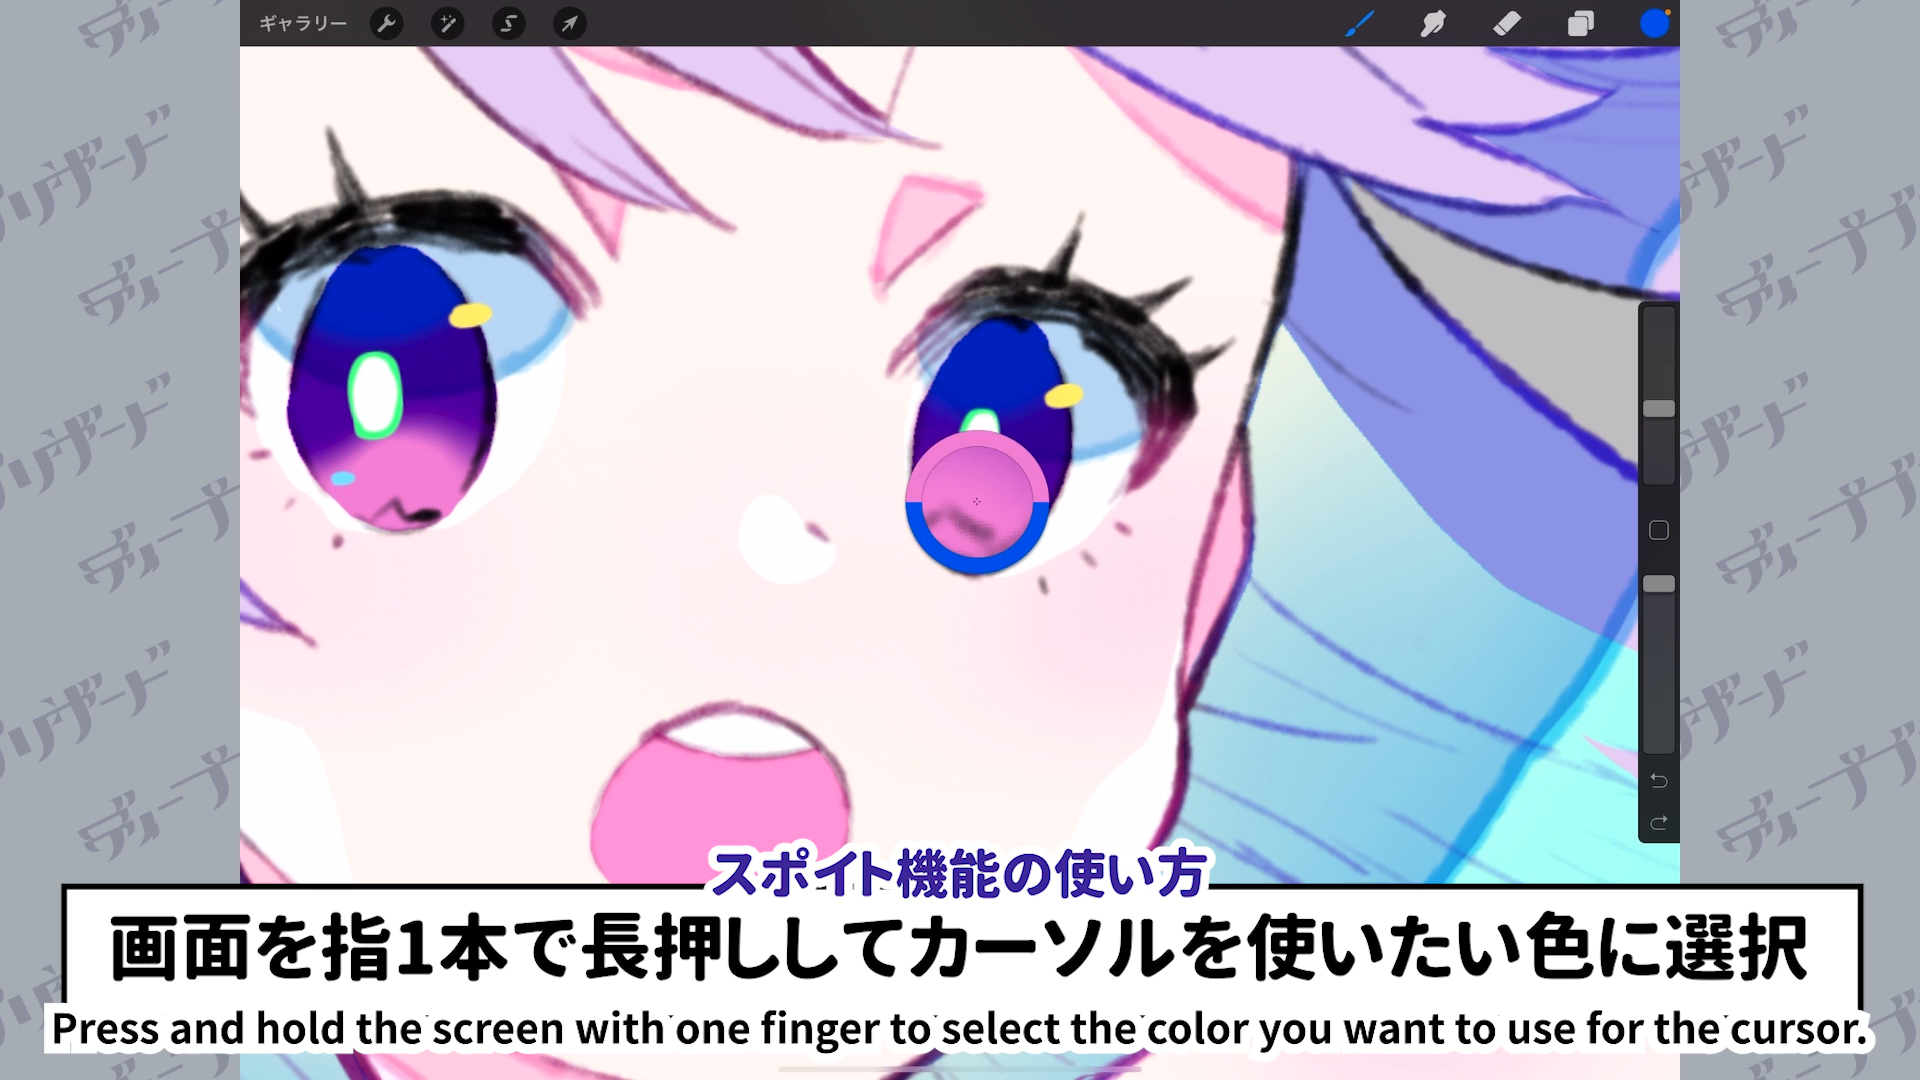 ギャラリー
スポイト機能の使い方
画面を指1本で長押ししてカーソルを使いたい色に選択
Press and hold the screen with one finger to select the color you want to use for the cursor.